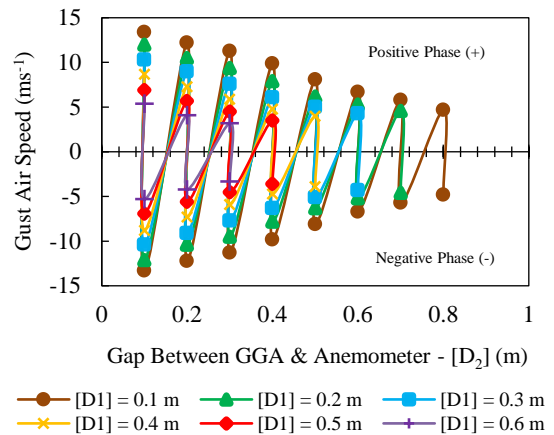 Gust Air Speed (ms-1)
15
10
5
0
-5
-10
-15
Positive Phase (+)
Negative Phase (-)
0 0.2 0.4 0.6 0.8 1
Gap Between GGA & Anemometer - [D2] (m)
[D1] = 0.1 m [D1] = 0.2 m [D1] = 0.3 m
[D1] = 0.4 m [D1] = 0.5 m [D1] = 0.6 m